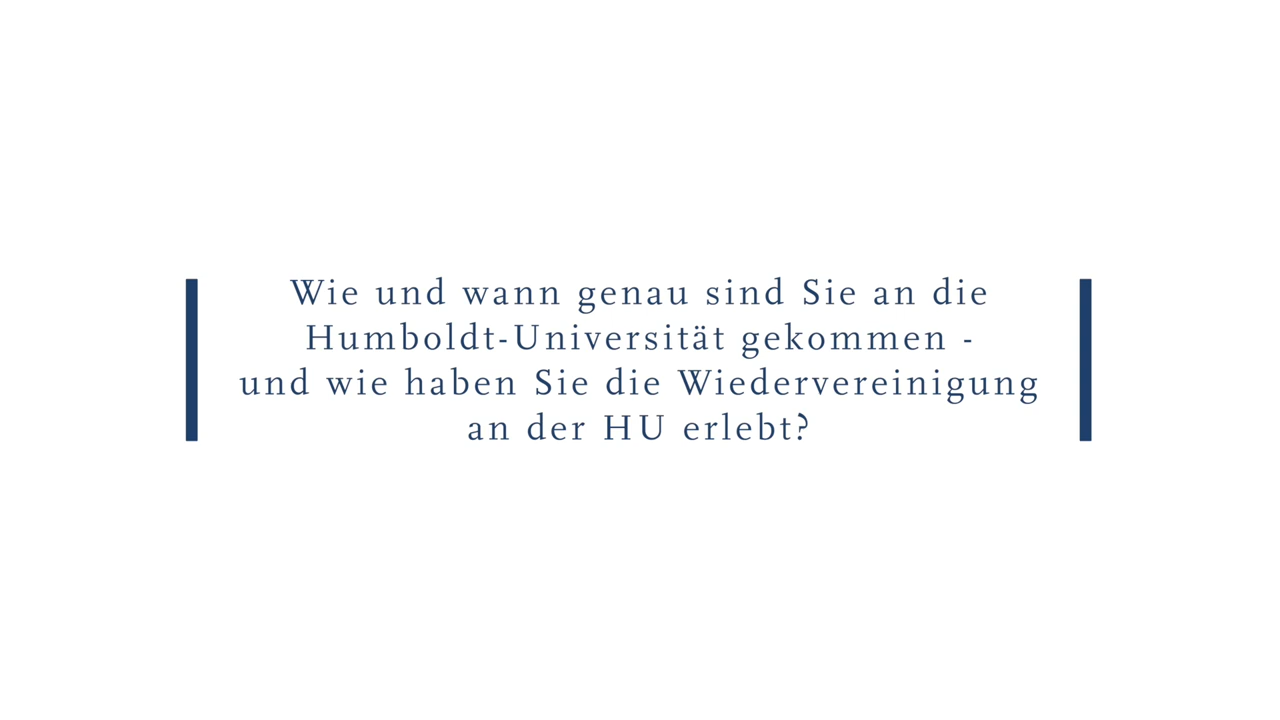 Wie und wann genau sind Sie an die
Humboldt-Universität gekommen -
und wie haben Sie die Wiedervereinigung
an der HU erlebt?